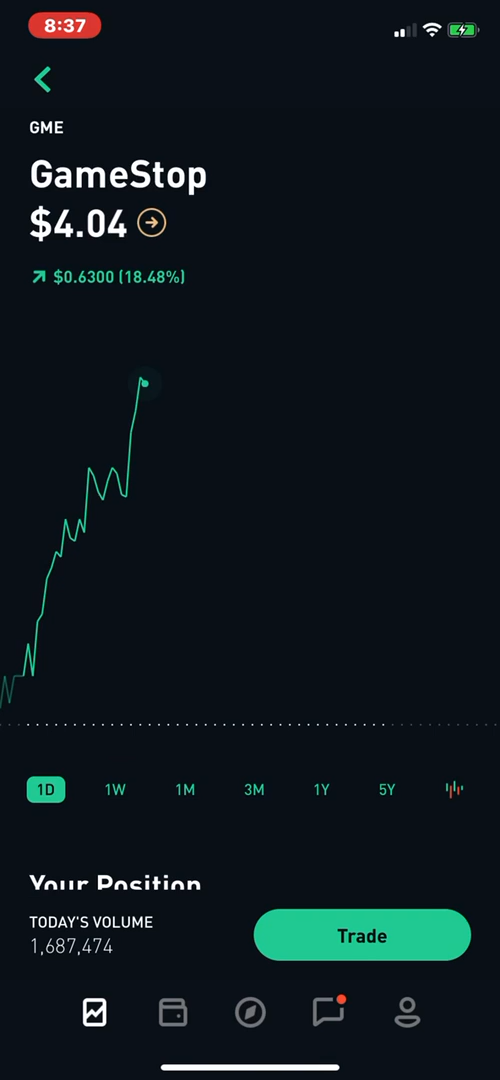 8:37
GME
GameStop
$4.04
$0.6300 (18.48%)
1D 1W 1M 3M 1Y 5Y
Your Position
TODAY'S VOLUME
1,687,474
Trade